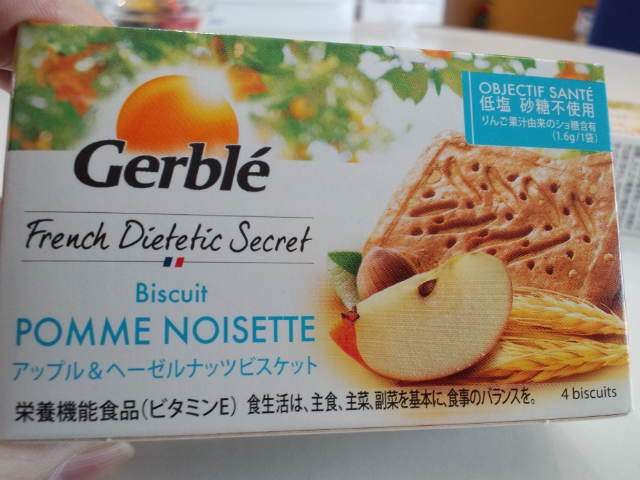 OBJECTIF SANTÉ
低塩 砂糖不使用
りんご果汁由来のショ糖含有
(1.6g/1袋)
Gerblé
French Dietetic Secret
Biscuit
POMME NOISETTE
アップル&ヘーゼルナッツビスケット
栄養機能食品(ビタミンE) 食生活は、主食、主菜、副菜を基本に、食事のバランスを。
4 biscuits